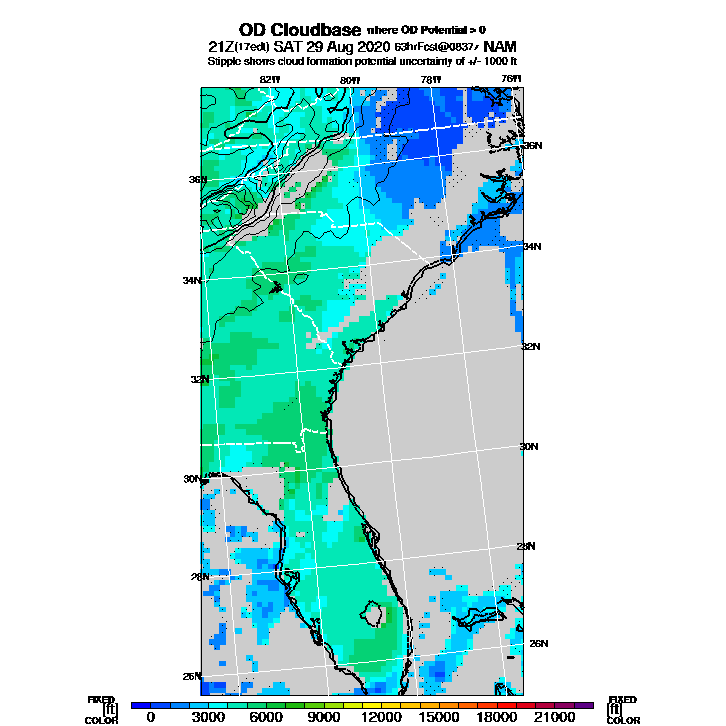 OD Cloudbase where OD Potential > 0
21Z(17edt) SAT 29 Aug 2020 63hrFcst@0837z NAM
Stipple shows cloud formation potential uncertainty of +/- 1000 ft
82W 80W 78W 76W
36N 36N
34N 34N
32N 32N
30N 30N
28N 28N
26N 26N
FIXED FIXED
[ft] [ft]
COLOR COLOR
0 3000 6000 9000 12000 15000 18000 21000